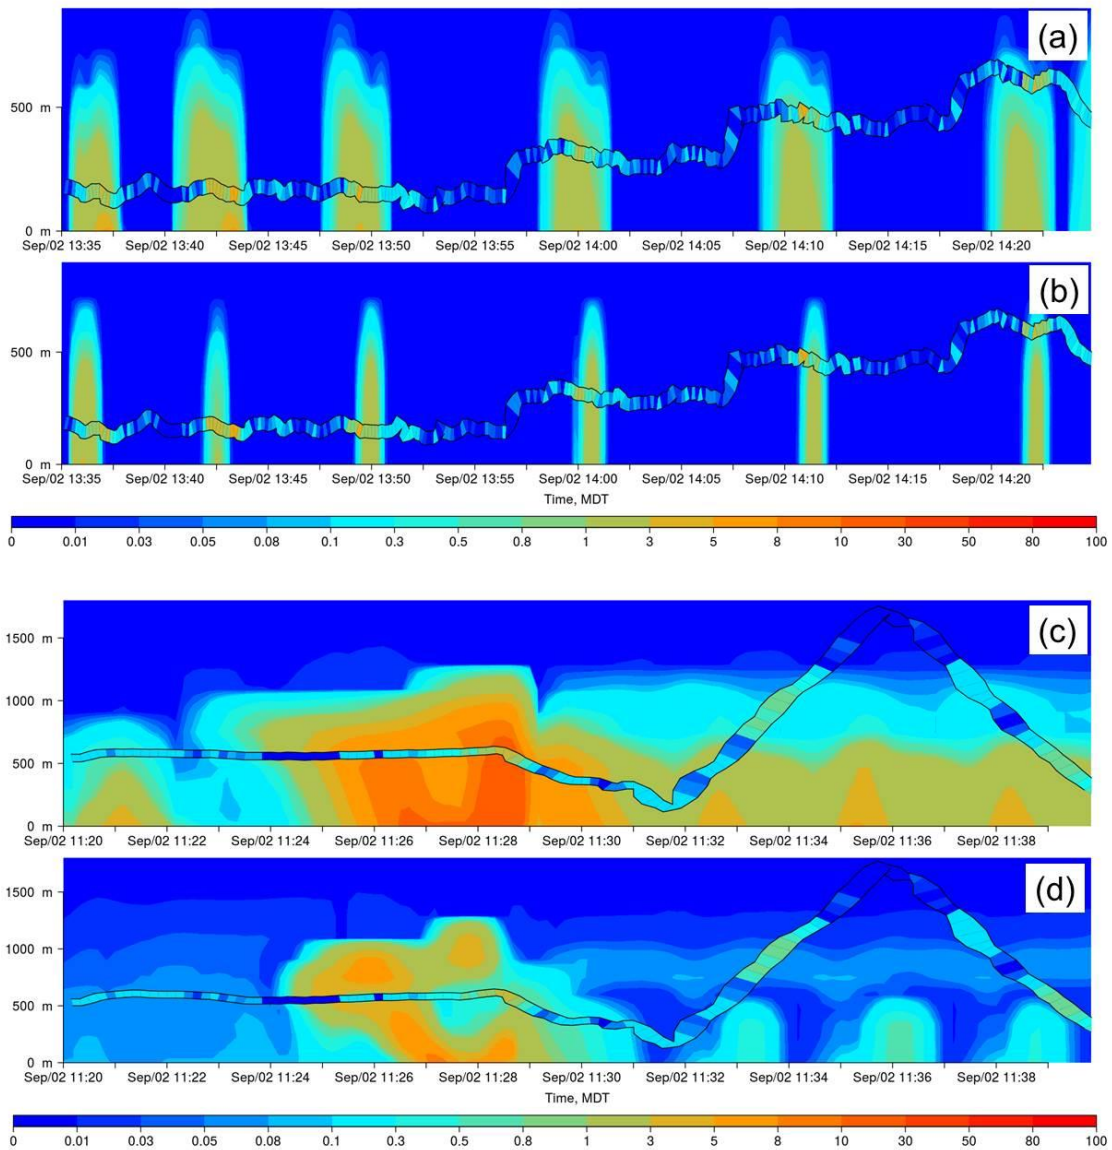 (a)
500 m
0 m
Sep/02 13:35 Sep/02 13:40 Sep/02 13:45 Sep/02 13:50 Sep/02 13:55 Sep/02 14:00 Sep/02 14:05 Sep/02 14:10 Sep/02 14:15 Sep/02 14:20
(b)
500 m
0 m
Sep/02 13:35 Sep/02 13:40 Sep/02 13:45 Sep/02 13:50 Sep/02 13:55 Sep/02 14:00 Sep/02 14:05 Sep/02 14:10 Sep/02 14:15 Sep/02 14:20
Time, MDT
0 0.01 0.03 0.05 0.08 0.1 0.3 0.5 0.8 1 3 5 8 10 30 50 80 100
(c)
1500 m
1000 m
500 m
0 m
Sep/02 11:20 Sep/02 11:22 Sep/02 11:24 Sep/02 11:26 Sep/02 11:28 Sep/02 11:30 Sep/02 11:32 Sep/02 11:34 Sep/02 11:36 Sep/02 11:38
(d)
1500 m
1000 m
500 m
0 m
Sep/02 11:20 Sep/02 11:22 Sep/02 11:24 Sep/02 11:26 Sep/02 11:28 Sep/02 11:30 Sep/02 11:32 Sep/02 11:34 Sep/02 11:36 Sep/02 11:38
Time, MDT
0 0.01 0.03 0.05 0.08 0.1 0.3 0.5 0.8 1 3 5 8 10 30 50 80 100